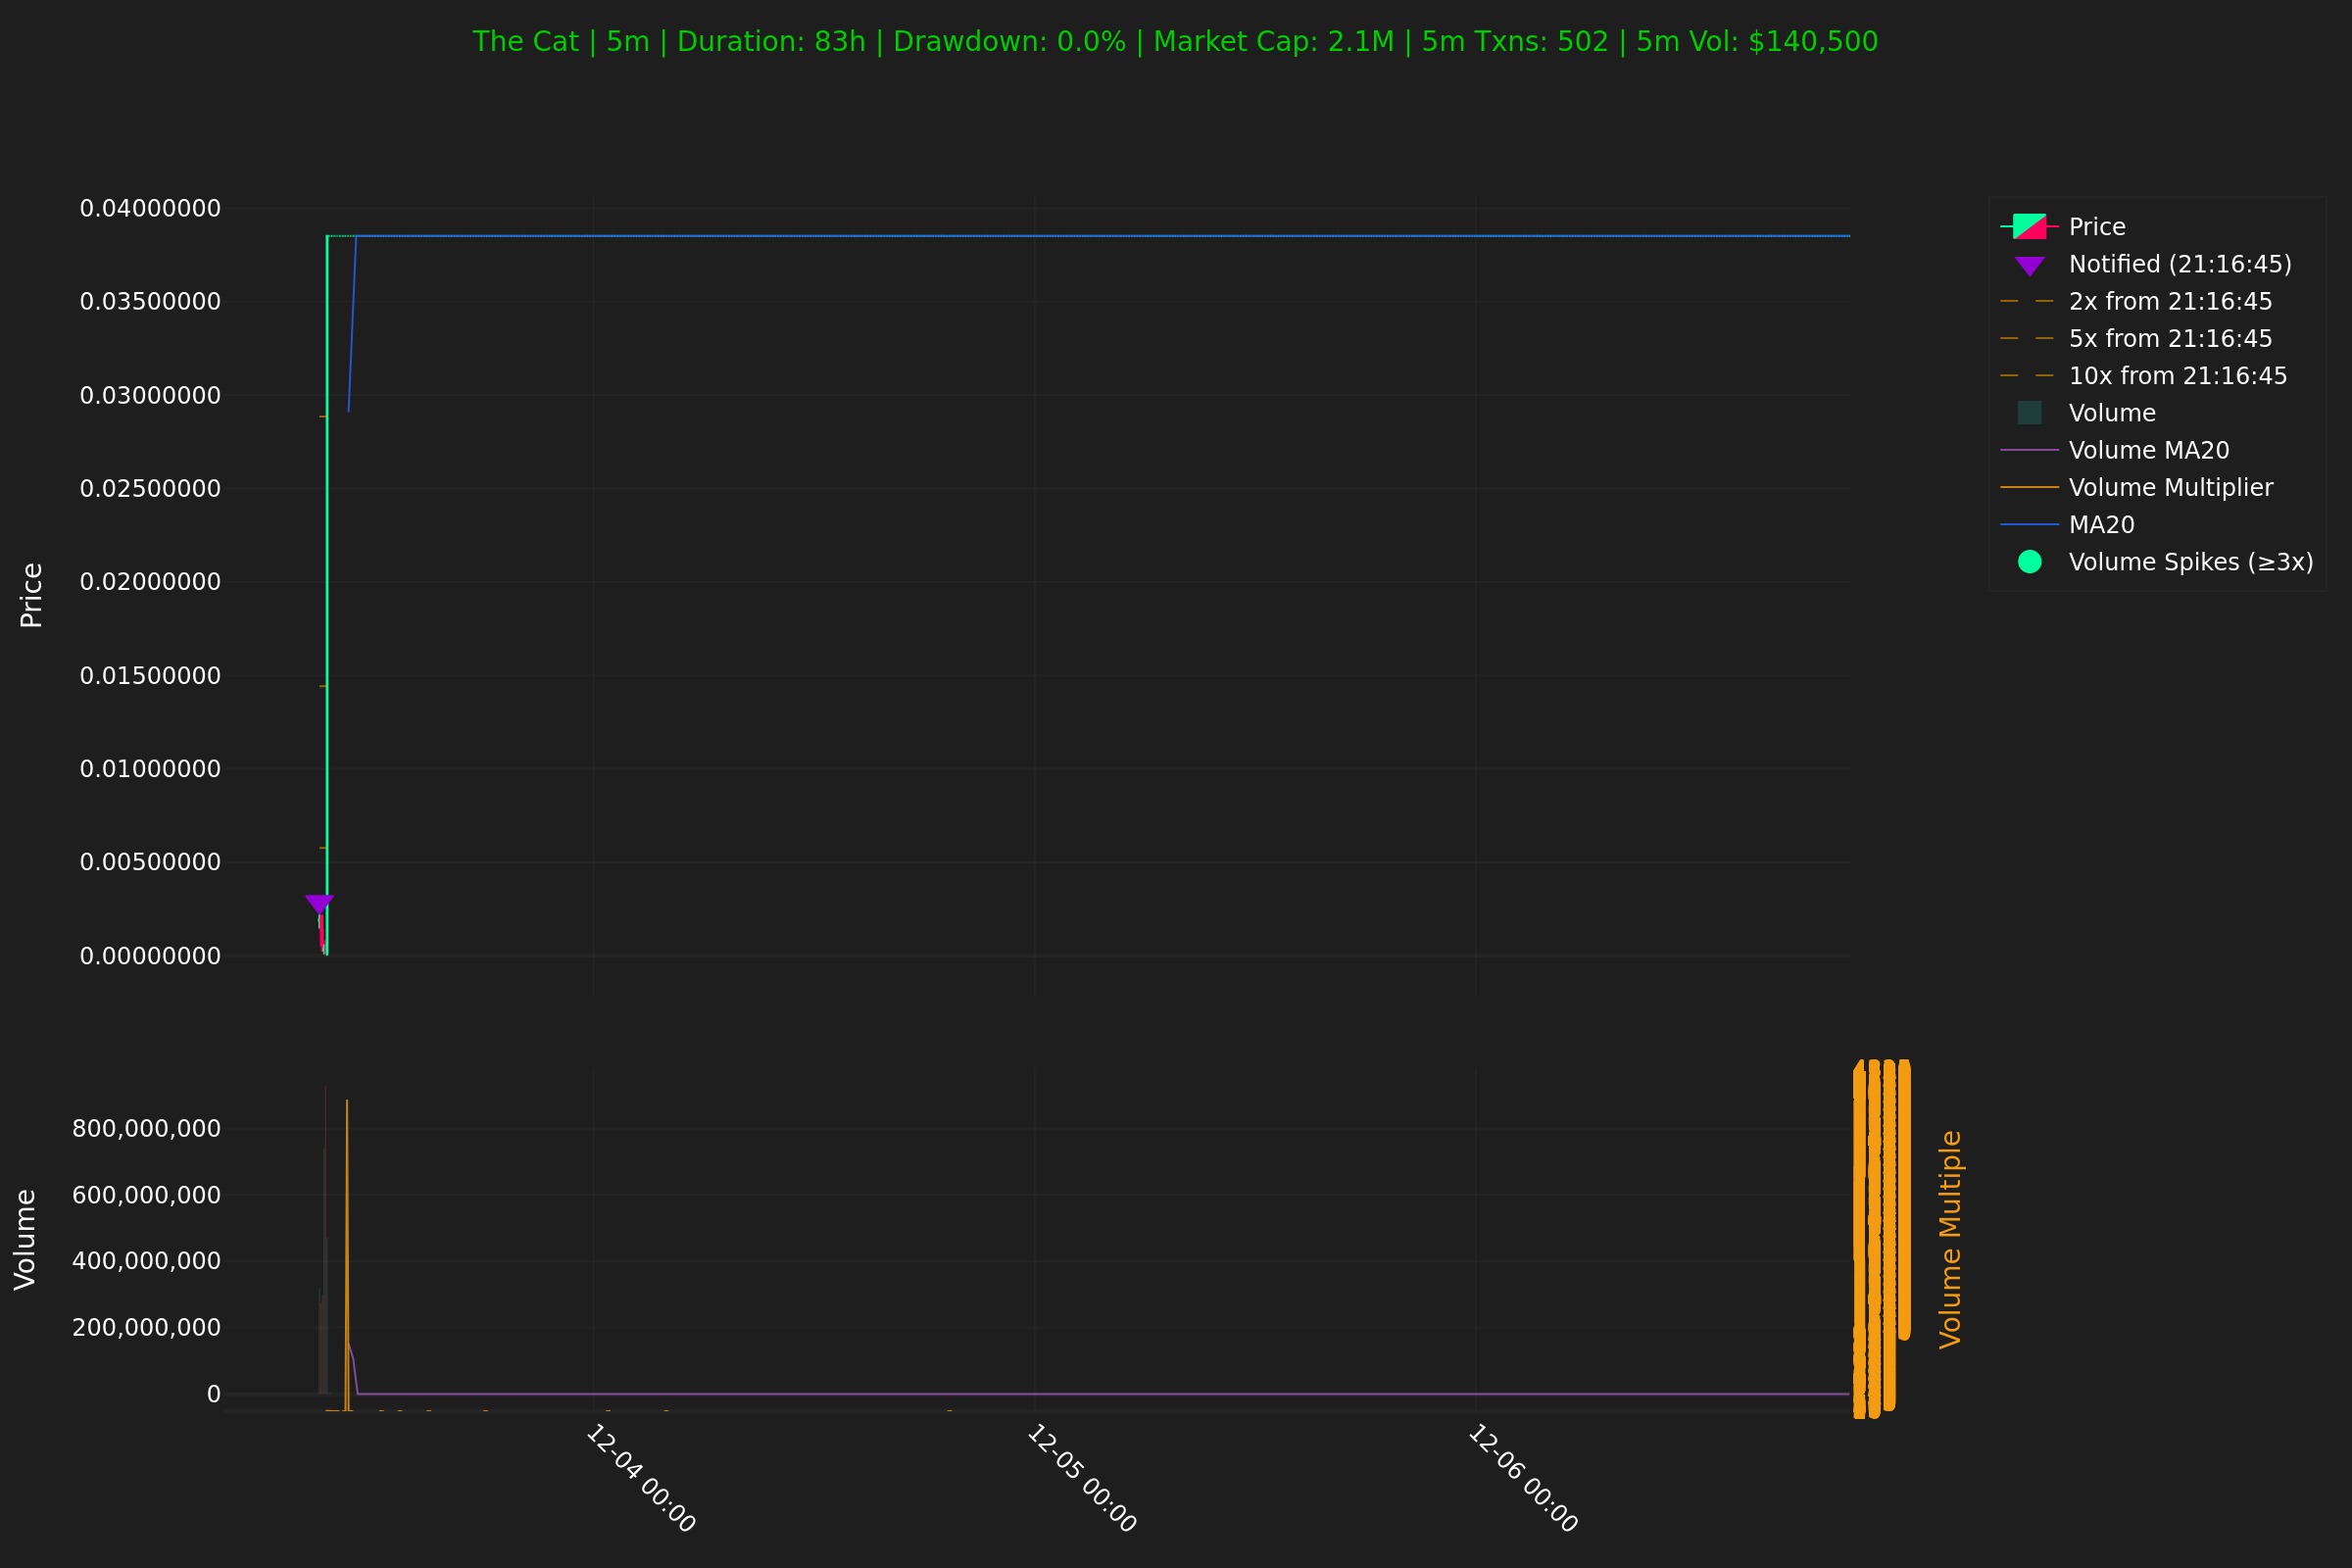 The Cat | 5m | Duration: 83h | Drawdown: 0.0% | Market Cap: 2.1M | 5m Txns: 502 | 5m Vol: $140,500
0.04000000
0.03500000
0.03000000
0.02500000
0.02000000
0.01500000
0.01000000
0.00500000
0.00000000
Price
Price
Notified (21:16:45)
2x from 21:16:45
5x from 21:16:45
10x from 21:16:45
Volume
Volume MA20
Volume Multiplier
MA20
Volume Spikes (≥3x)
800,000,000
600,000,000
400,000,000
200,000,000
0
Volume
Volume Multiple
12-04 00:00
12-05 00:00
12-06 00:00